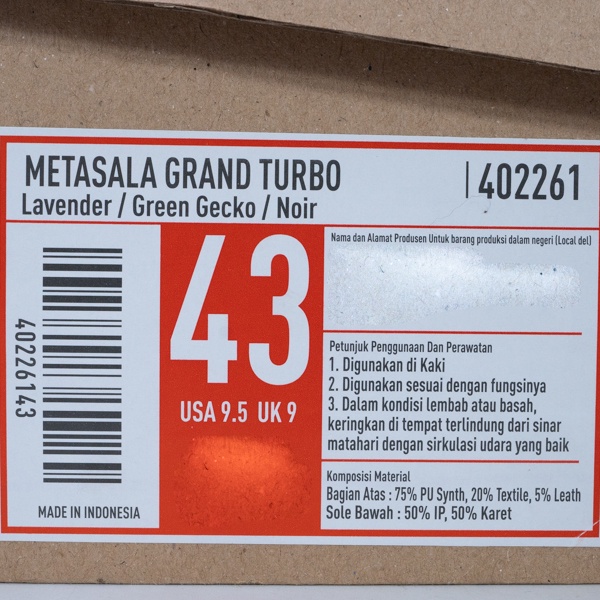 METASALA GRAND TURBO | 402261
Lavender / Green Gecko / Noir
40226143
MADE IN INDONESIA
43
USA 9.5 UK 9
Nama dan Alamat Produsen Untuk barang produksi dalam negeri (Local del)
Petunjuk Penggunaan Dan Perawatan
1. Digunakan di Kaki
2. Digunakan sesuai dengan fungsinya
3. Dalam kondisi lembab atau basah,
keringkan di tempat terlindung dari sinar
matahari dengan sirkulasi udara yang baik
Komposisi Material
Bagian Atas : 75% PU Synth, 20% Textile, 5% Leath
Sole Bawah : 50% IP, 50% Karet